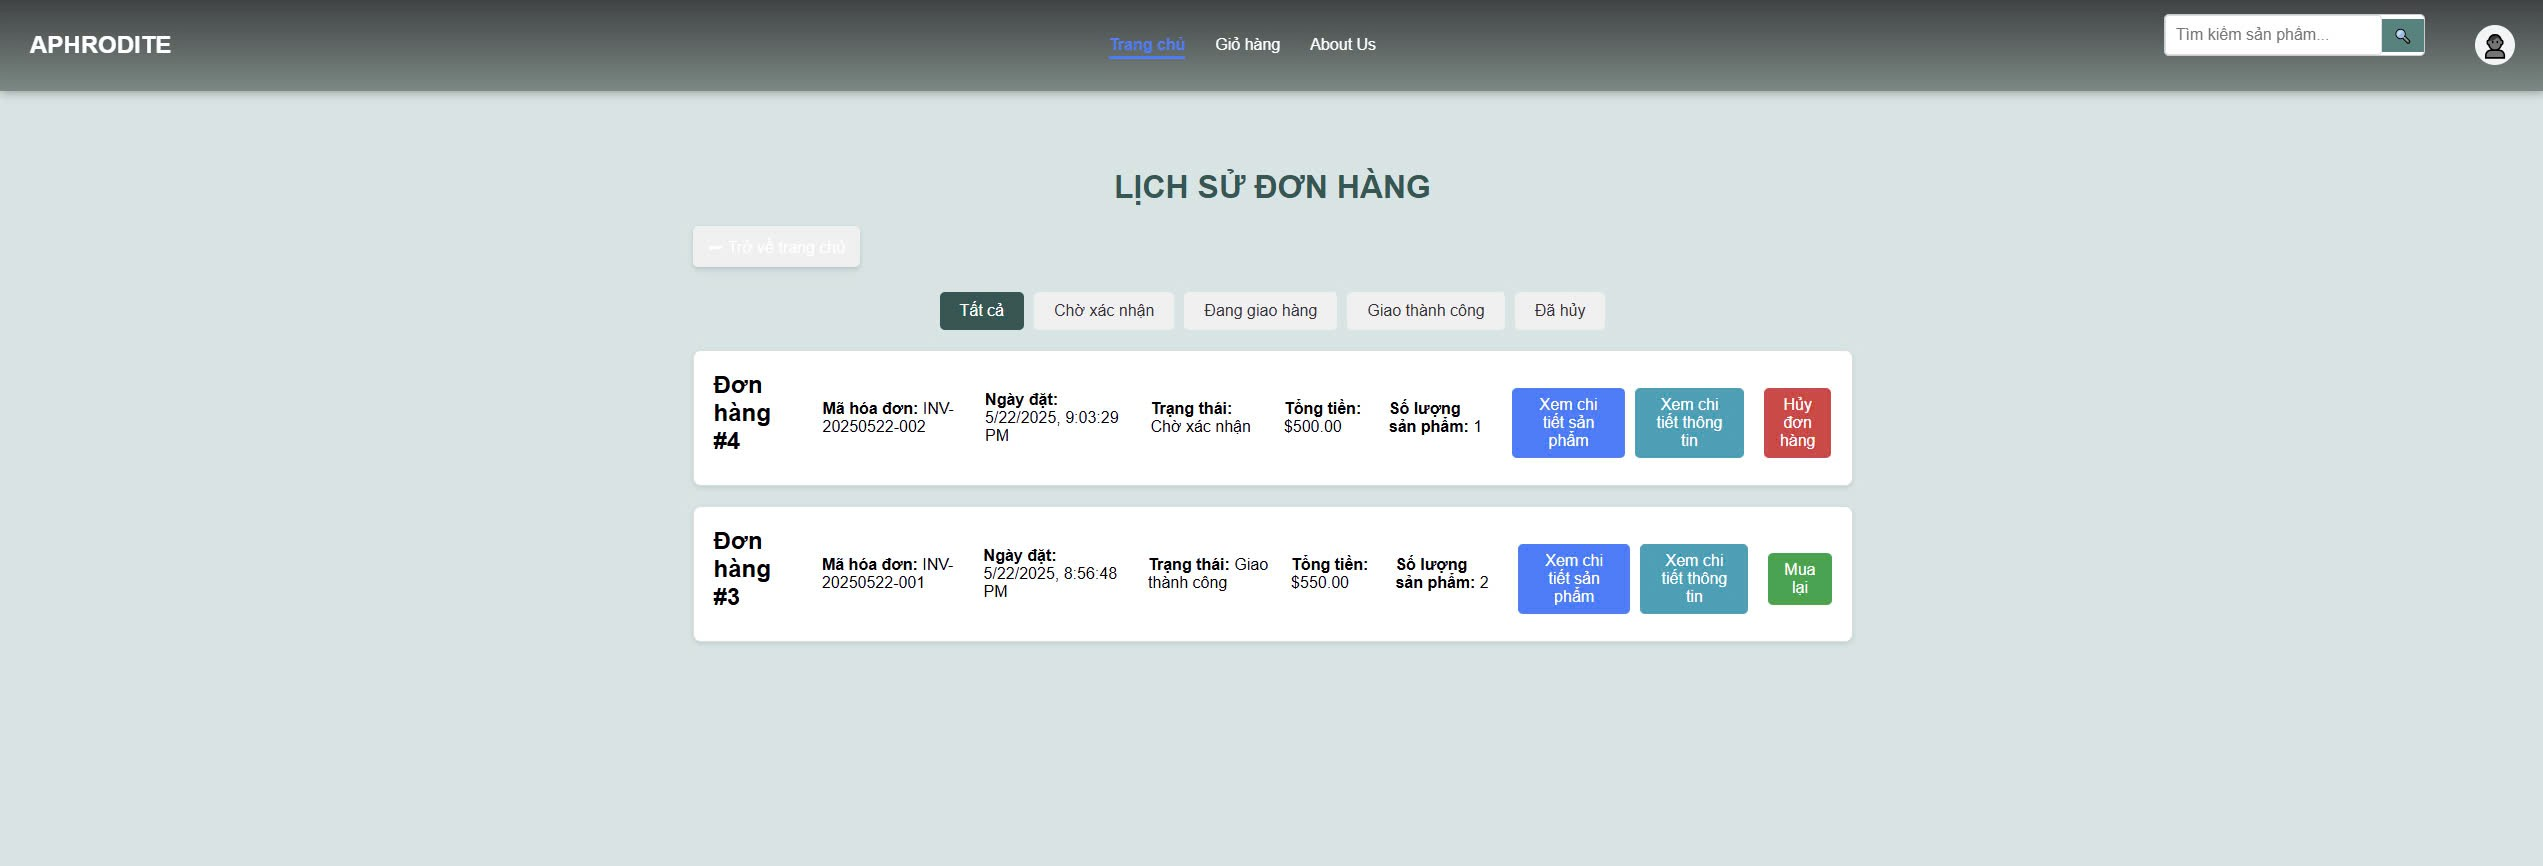 APHRODITE
Trang chủ
Giỏ hàng
About Us
Tìm kiếm sản phẩm...
LỊCH SỬ ĐƠN HÀNG
← Trở về trang chủ
Tất cả
Chờ xác nhận
Đang giao hàng
Giao thành công
Đã hủy
Đơn
hàng
#4
Mã hóa đơn: INV-
20250522-002
Ngày đặt:
5/22/2025, 9:03:29
PM
Trạng thái:
Chờ xác nhận
Tổng tiền:
$500.00
Số lượng
sản phẩm: 1
Xem chi
tiết sản
phẩm
Xem chi
tiết thông
tin
Hủy
đơn
hàng
Đơn
hàng
#3
Mã hóa đơn: INV-
20250522-001
Ngày đặt:
5/22/2025, 8:56:48
PM
Trạng thái: Giao
thành công
Tổng tiền:
$550.00
Số lượng
sản phẩm: 2
Xem chi
tiết sản
phẩm
Xem chi
tiết thông
tin
Mua
lại